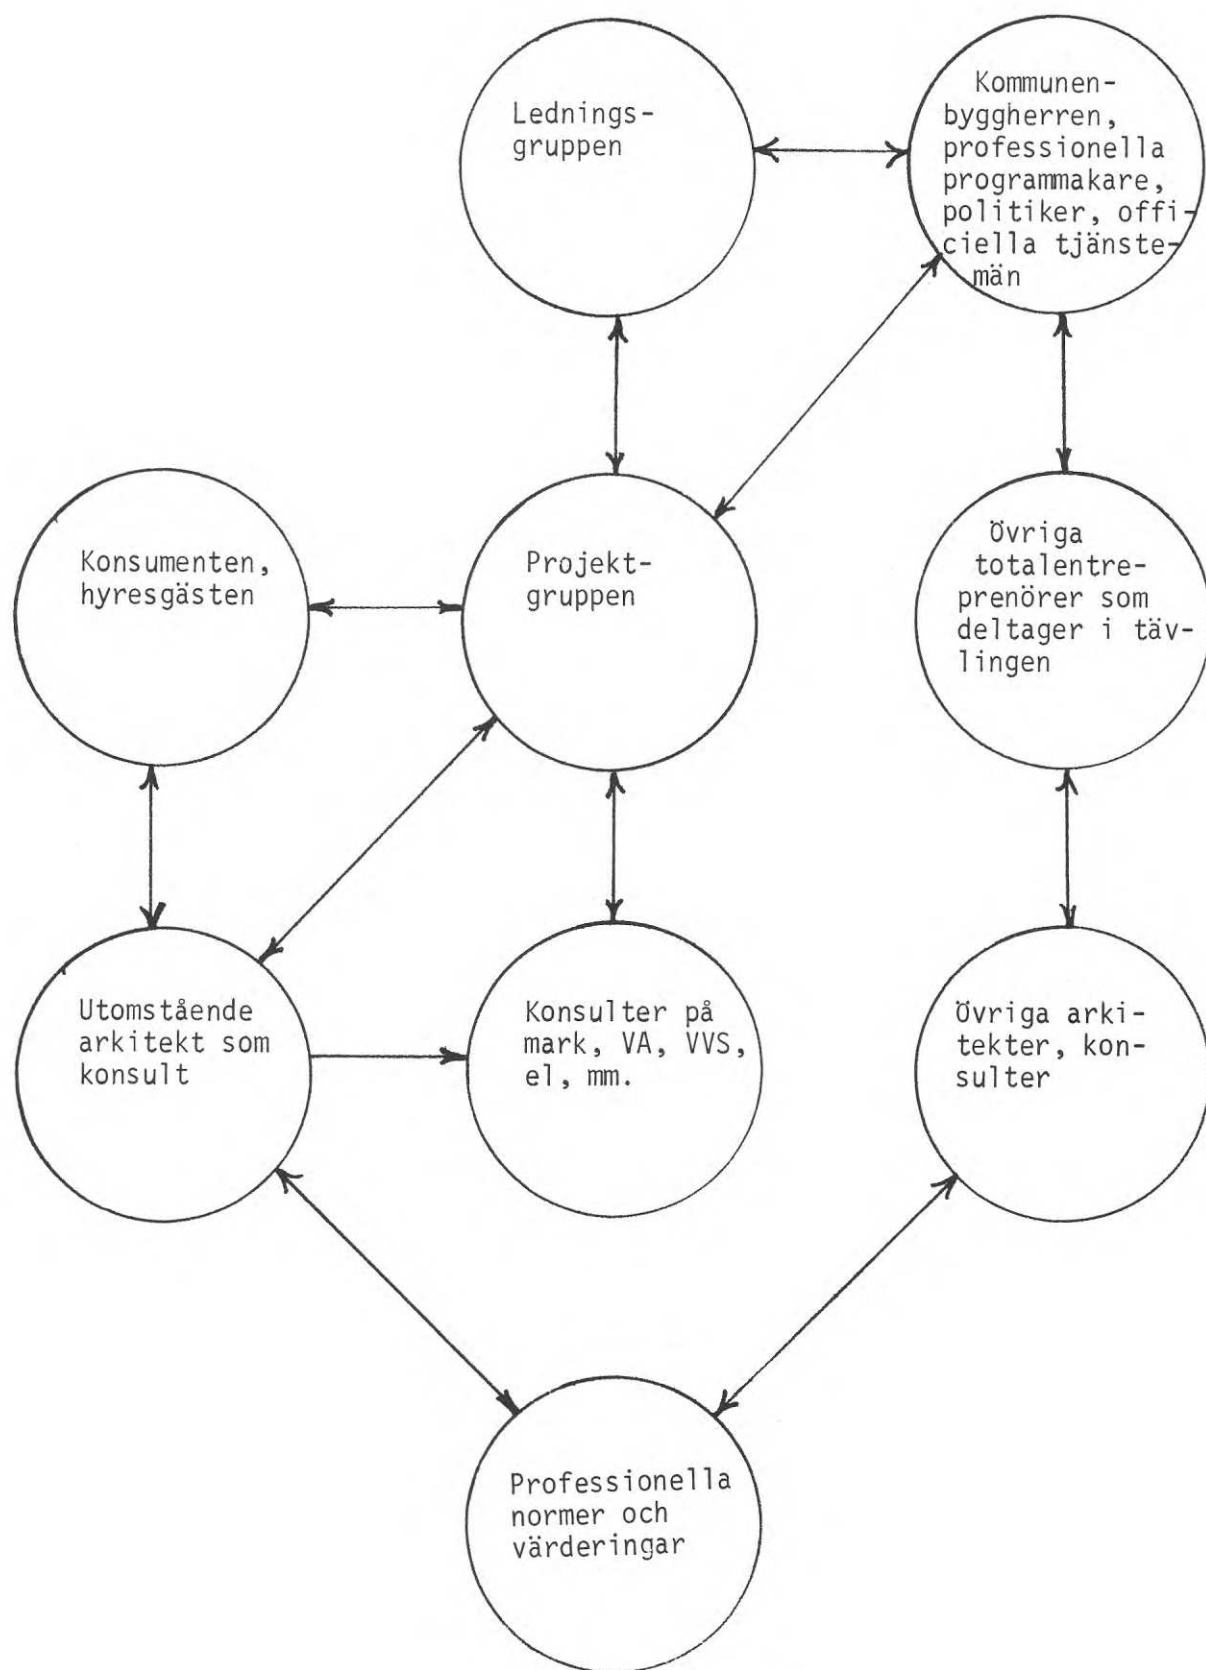 Lednings-
gruppen
Kommunen-
byggherren,
professionella
programmakare,
politiker, offi-
ciella tjänste-
män
Konsumenten,
hyresgästen
Projekt-
gruppen
Övriga
totalentre-
prenörer som
deltager i täv-
lingen
Utomstående
arkitekt som
konsult
Konsulter på
mark, VA, VVS,
el, mm.
Övriga arki-
tekter, kon-
sulter
Professionella
normer och
värderingar